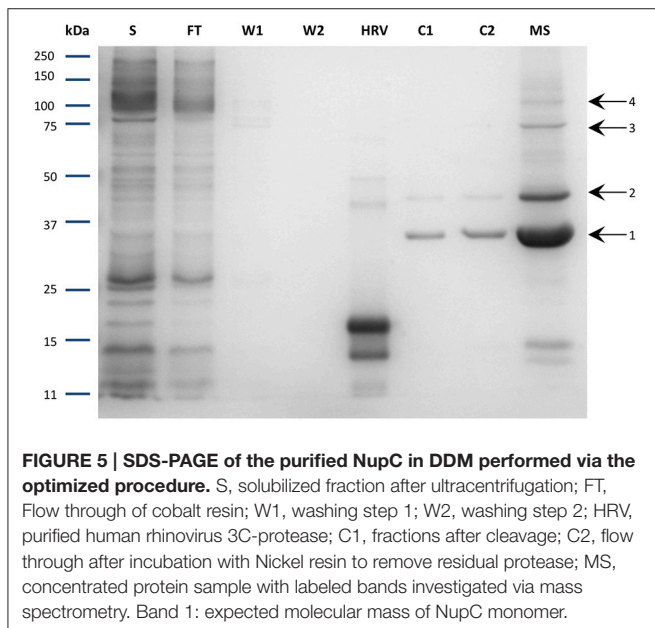 kDa S FT W1 W2 HRV C1 C2 MS
250
150
100 4
75 3
50
2
37
1
25
15
11
FIGURE 5 | SDS-PAGE of the purified NupC in DDM performed via the
optimized procedure. S, solubilized fraction after ultracentrifugation; FT,
Flow through of cobalt resin; W1, washing step 1; W2, washing step 2; HRV,
purified human rhinovirus 3C-protease; C1, fractions after cleavage; C2, flow
through after incubation with Nickel resin to remove residual protease; MS,
concentrated protein sample with labeled bands investigated via mass
spectrometry. Band 1: expected molecular mass of NupC monomer.